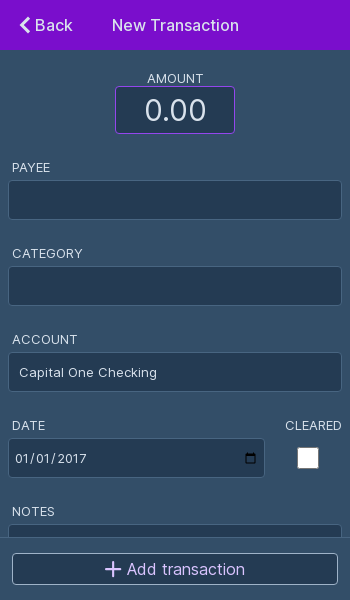 Back New Transaction
AMOUNT
0.00
PAYEE
CATEGORY
ACCOUNT
Capital One Checking
DATE CLEARED
01/01/2017
NOTES
Add transaction